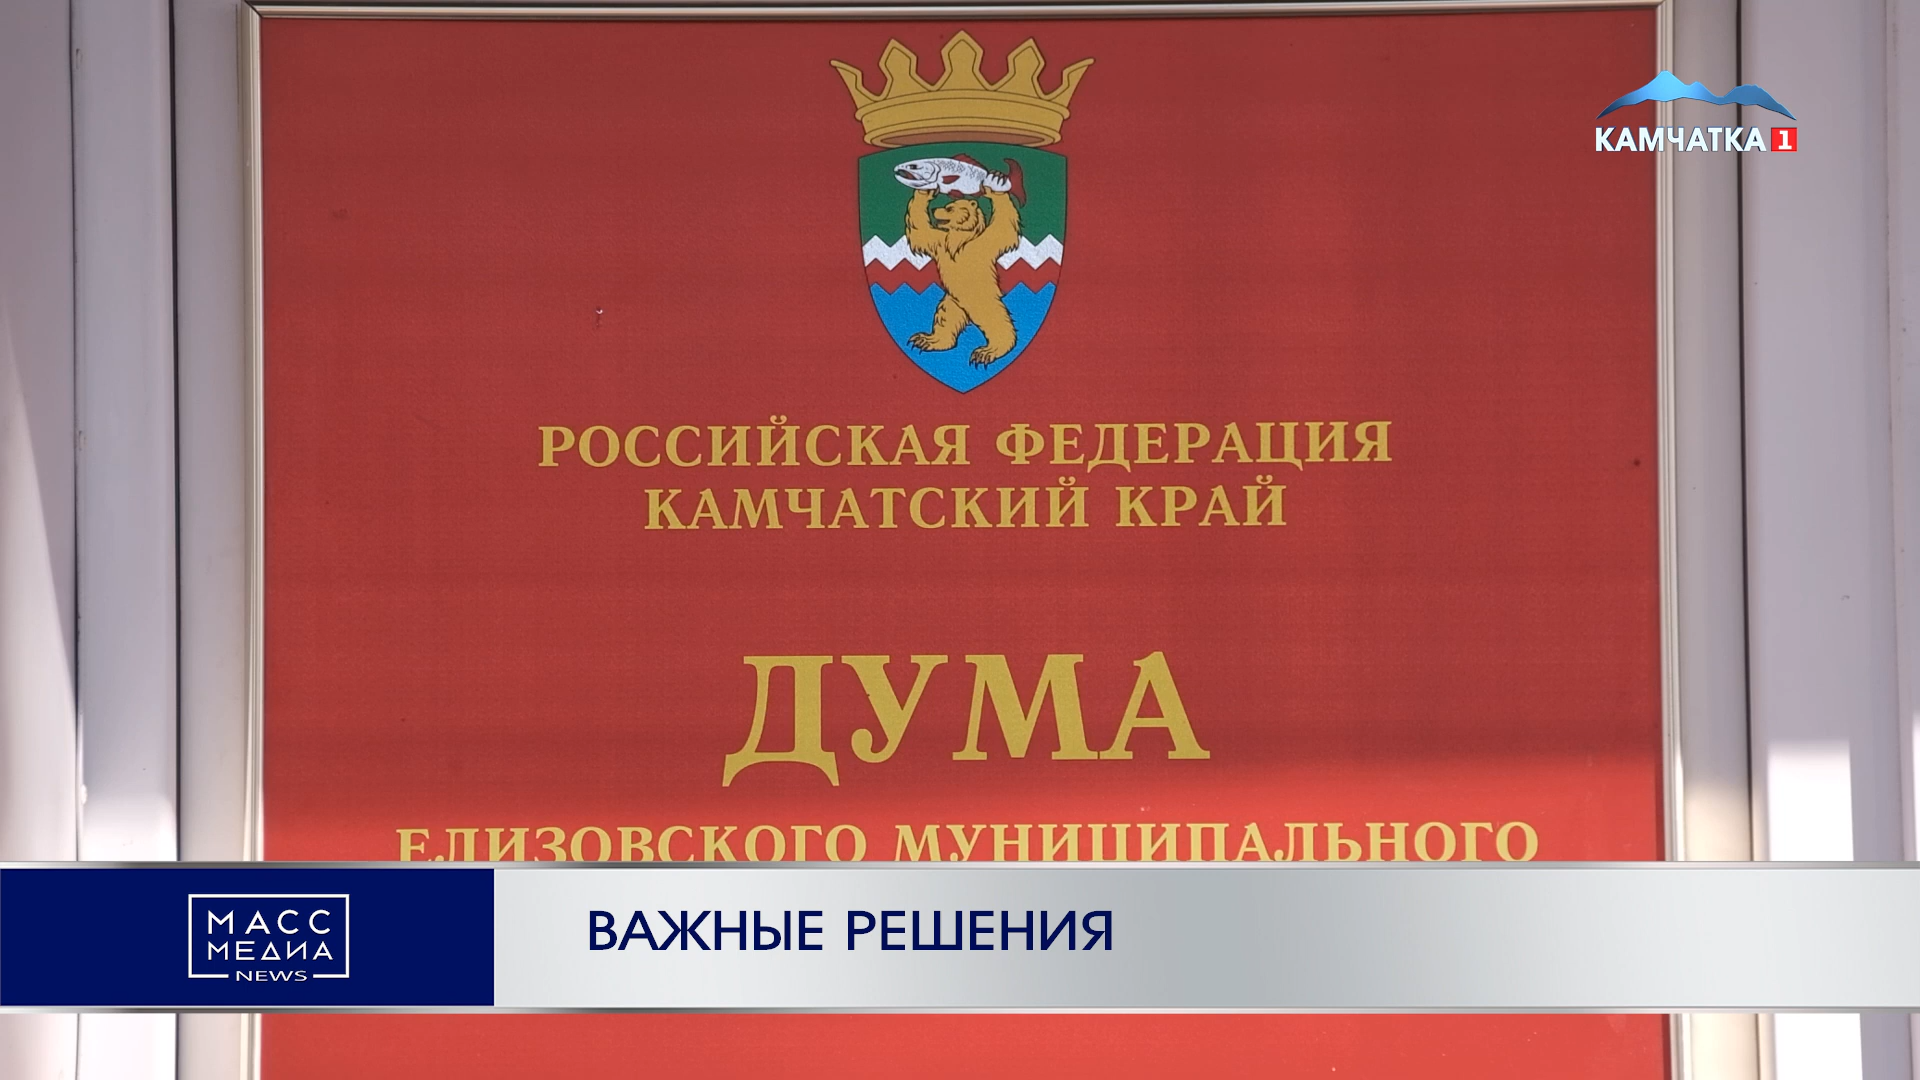 КАМЧАТКА 1
РОССИЙСКАЯ ФЕДЕРАЦИЯ
КАМЧАТСКИЙ КРАЙ
ДУМА
ЕЛИЗОВСКОГО МУНИЦИПАЛЬНОГО
МАСС
МЕДИА
NEWS
ВАЖНЫЕ РЕШЕНИЯ